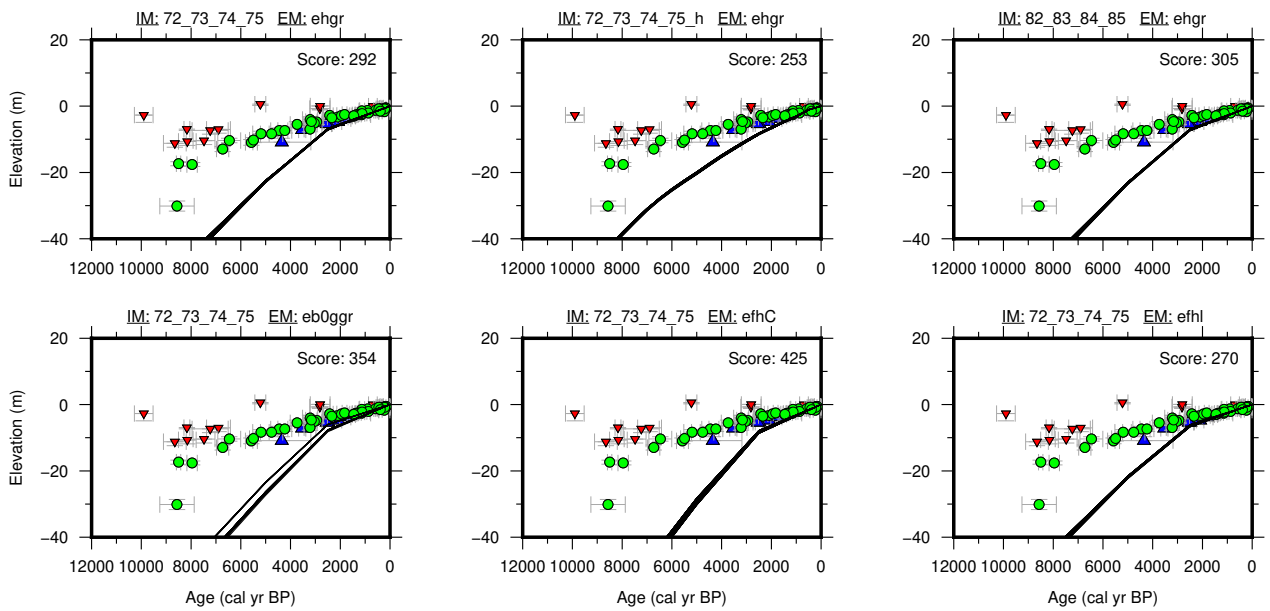 IM: 72_73_74_75 EM: ehgr
IM: 72_73_74_75_h EM: ehgr
IM: 82_83_84_85 EM: ehgr
20
0
−20
−40
Elevation (m)
Score: 292
12000 10000 8000 6000 4000 2000 0
20
0
−20
−40
Score: 253
12000 10000 8000 6000 4000 2000 0
20
0
−20
−40
Score: 305
12000 10000 8000 6000 4000 2000 0
IM: 72_73_74_75 EM: eb0ggr
IM: 72_73_74_75 EM: efhC
IM: 72_73_74_75 EM: efhl
20
0
−20
−40
Elevation (m)
Score: 354
12000 10000 8000 6000 4000 2000 0
Age (cal yr BP)
20
0
−20
−40
Score: 425
12000 10000 8000 6000 4000 2000 0
Age (cal yr BP)
20
0
−20
−40
Score: 270
12000 10000 8000 6000 4000 2000 0
Age (cal yr BP)